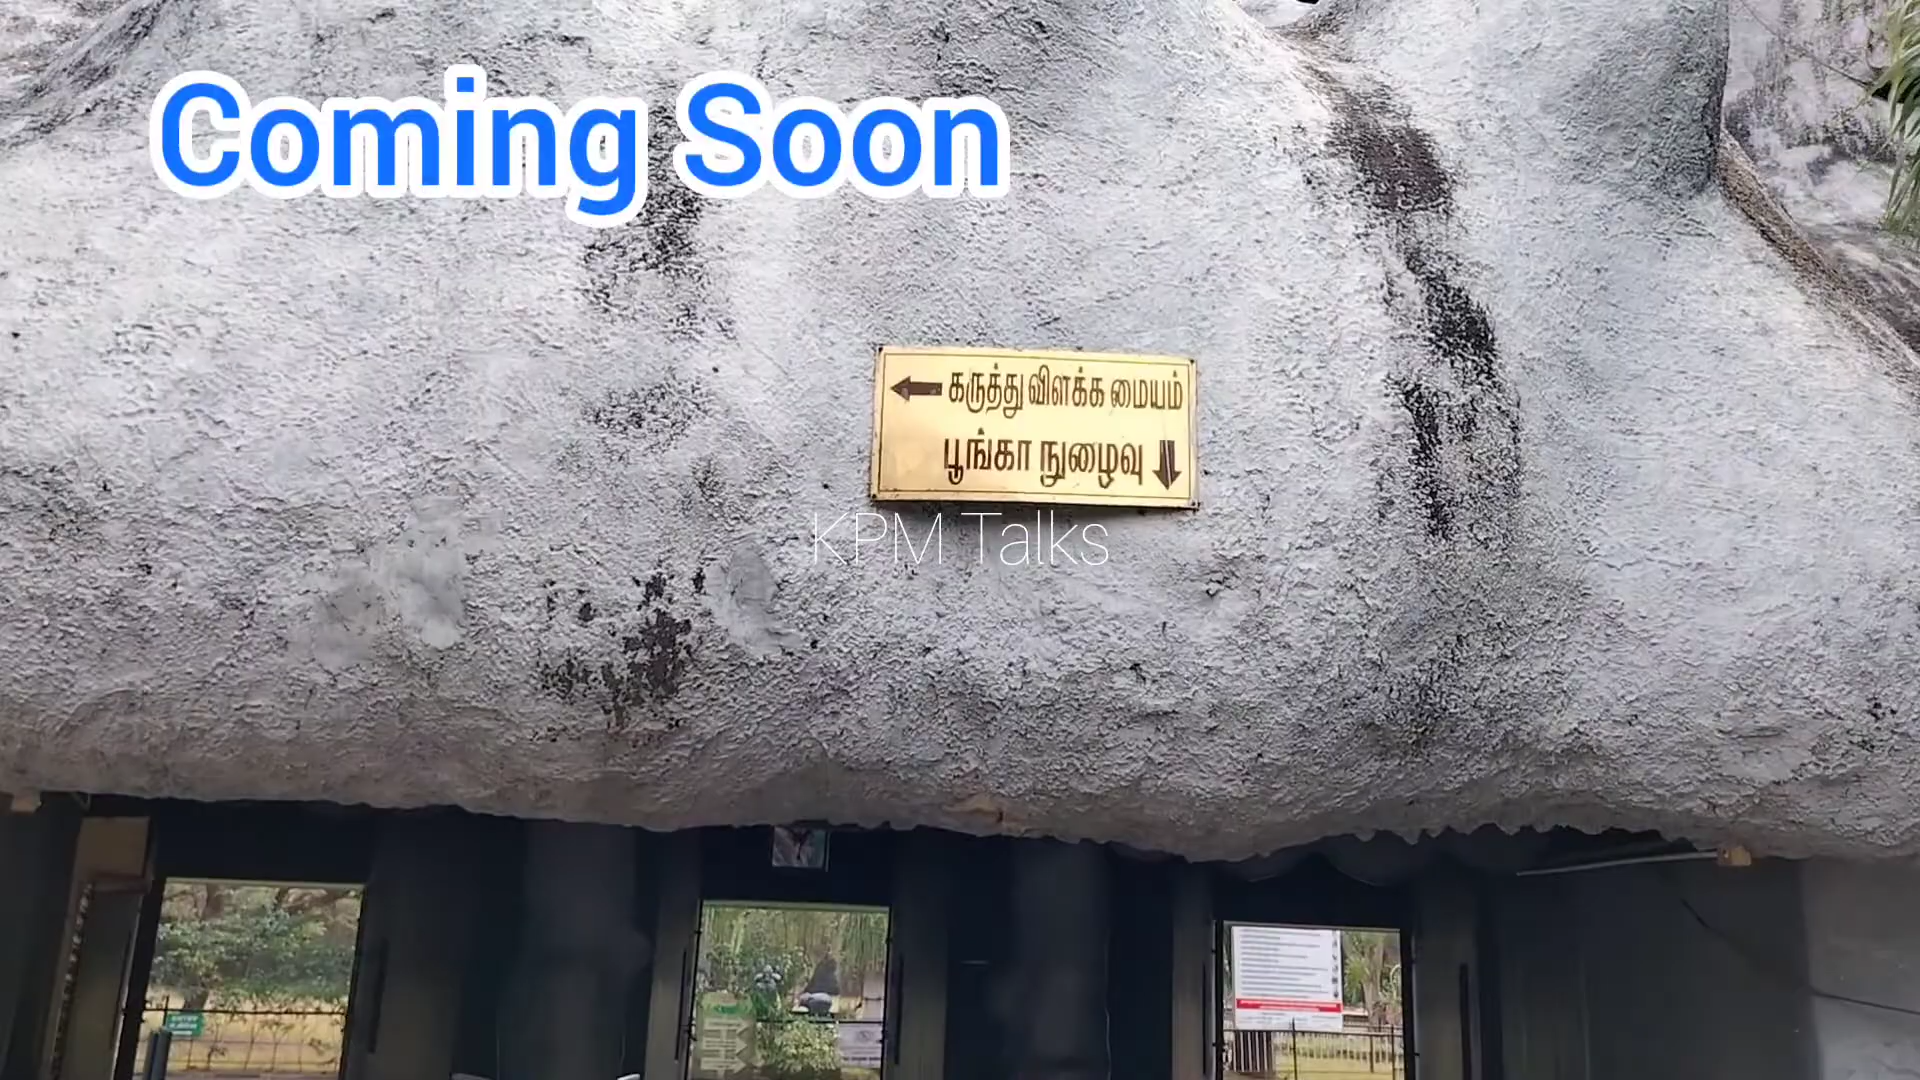 Coming Soon
கருத்து விளக்க மையம்
பூங்கா நுழைவு
KPM Talks